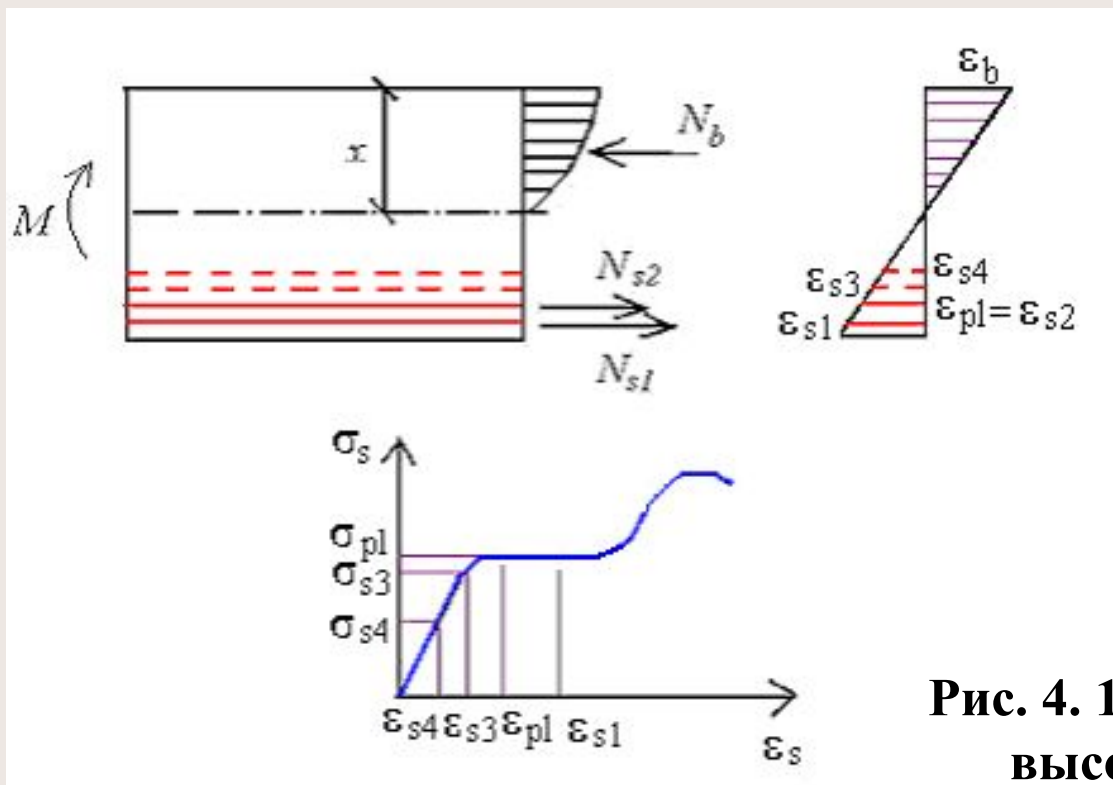 εb
Nb
x
M
Ns2
εs3
εs4
εs1
εpl = εs2
Ns1
σs
σpl
σs3
σs4
εs4 εs3 εpl εs1
εs
Рис. 4. 1
высо